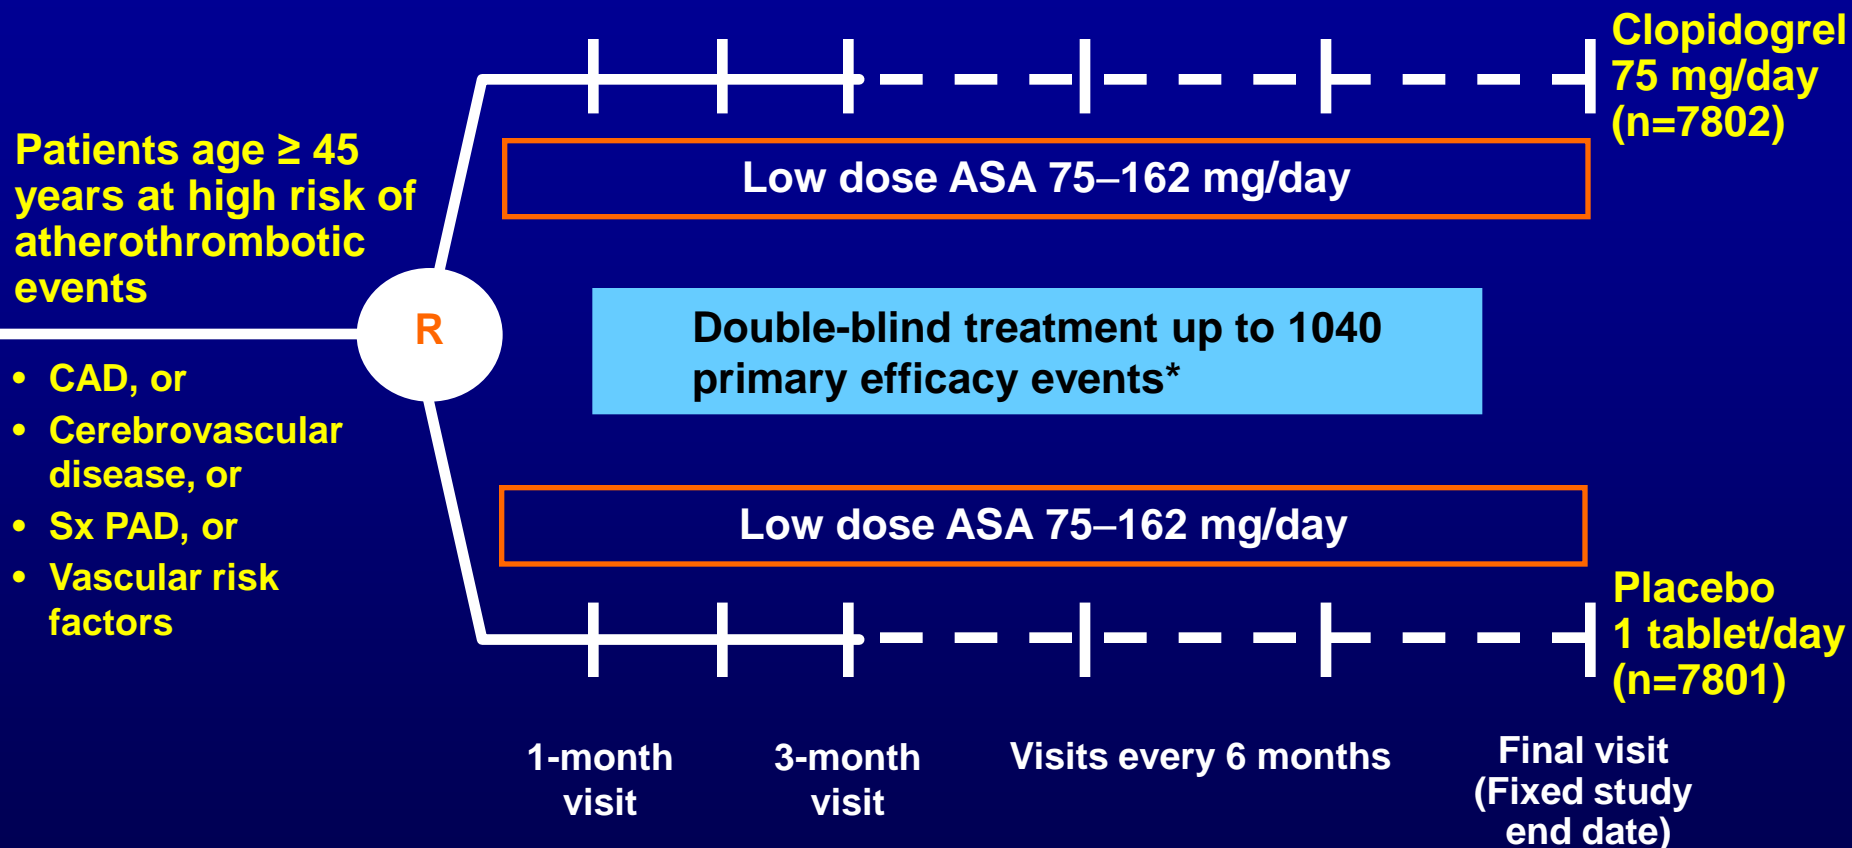 Clopidogrel
75 mg/day
(n=7802)
Patients age ≥ 45
years at high risk of
atherothrombotic
events
Low dose ASA 75–162 mg/day
R
Double-blind treatment up to 1040
primary efficacy events*
• CAD, or
• Cerebrovascular
disease, or
• Sx PAD, or
• Vascular risk
factors
Low dose ASA 75–162 mg/day
Placebo
1 tablet/day
(n=7801)
1-month
visit
3-month
visit
Visits every 6 months
Final visit
(Fixed study
end date)